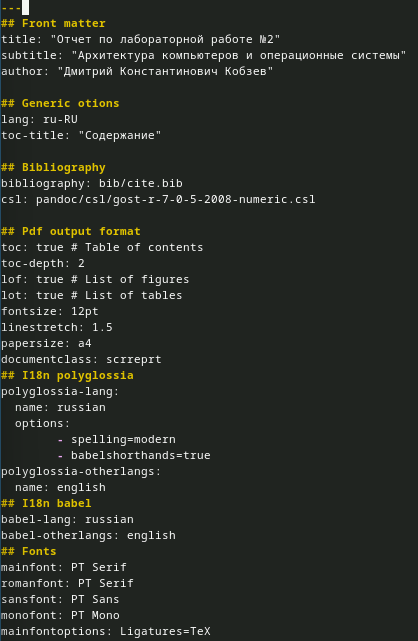 ---
## Front matter
title: "Отчет по лабораторной работе №2"
subtitle: "Архитектура компьютеров и операционные системы"
author: "Дмитрий Константинович Кобзев"
## Generic otions
lang: ru-RU
toc-title: "Содержание"
## Bibliography
bibliography: bib/cite.bib
csl: pandoc/csl/gost-r-7-0-5-2008-numeric.csl
## Pdf output format
toc: true # Table of contents
toc-depth: 2
lof: true # List of figures
lot: true # List of tables
fontsize: 12pt
linestretch: 1.5
papersize: a4
documentclass: scrreprt
## I18n polyglossia
polyglossia-lang:
  name: russian
  options:
        - spelling=modern
        - babelshorthands=true
polyglossia-otherlangs:
  name: english
## I18n babel
babel-lang: russian
babel-otherlangs: english
## Fonts
mainfont: PT Serif
romanfont: PT Serif
sansfont: PT Sans
monofont: PT Mono
mainfontoptions: Ligatures=TeX